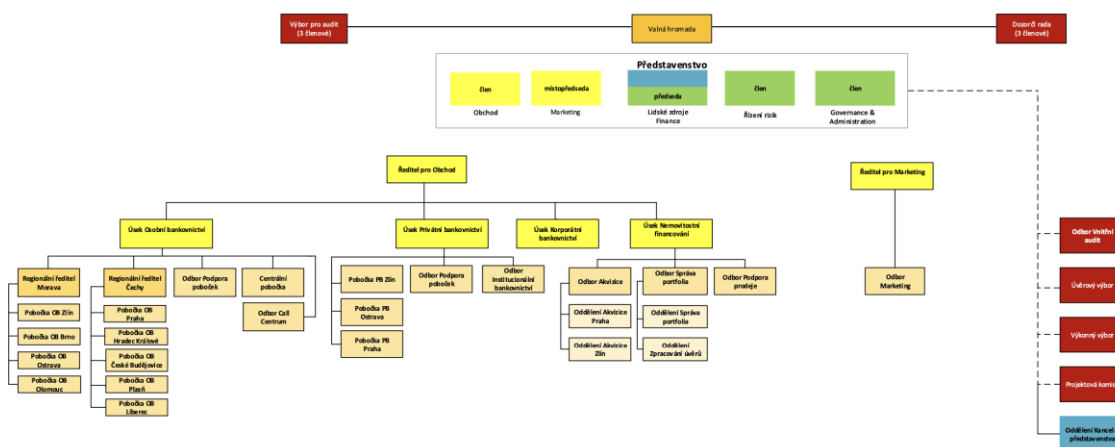 Výbor pro audit
(3 členové)
Valná hromada
Dozorčí rada
(3 členové)
Představenstvo
člen
místopředseda
předseda
člen
člen
Obchod
Marketing
Lidské zdroje
Finance
Řízení rizik
Governance &
Administration
Ředitel pro Obchod
Ředitel pro Marketing
Úsek Osobní bankovnictví
Úsek Privátní bankovnictví
Úsek Korporátní
bankovnictví
Úsek Nemovitostní
financování
Regionální ředitel
Morava
Regionální ředitel
Čechy
Odbor Podpora
poboček
Centrální
pobočka
Pobočka OB Zlín
Pobočka OB Brno
Pobočka OB
Ostrava
Pobočka OB
Olomouc
Pobočka OB
Praha
Pobočka OB
Hradec Králové
Pobočka OB
České Budějovice
Pobočka OB
Plzeň
Pobočka OB
Liberec
Odbor Call
Centrum
Pobočka PB Zlín
Odbor Podpora
poboček
Odbor
Institucionální
bankovnictví
Pobočka PB
Ostrava
Pobočka PB
Praha
Odbor Akvizice
Odbor Správa
portfolia
Odbor Podpora
prodeje
Oddělení Akvizice
Praha
Oddělení Správa
portfolia
Oddělení Akvizice
Zlín
Oddělení
Zpracování úvěrů
Odbor
Marketing
Odbor Vnitřní
audit
Úvěrový výbor
Výkonný výbor
Projektová komis
Oddělení Kancel
představenstva